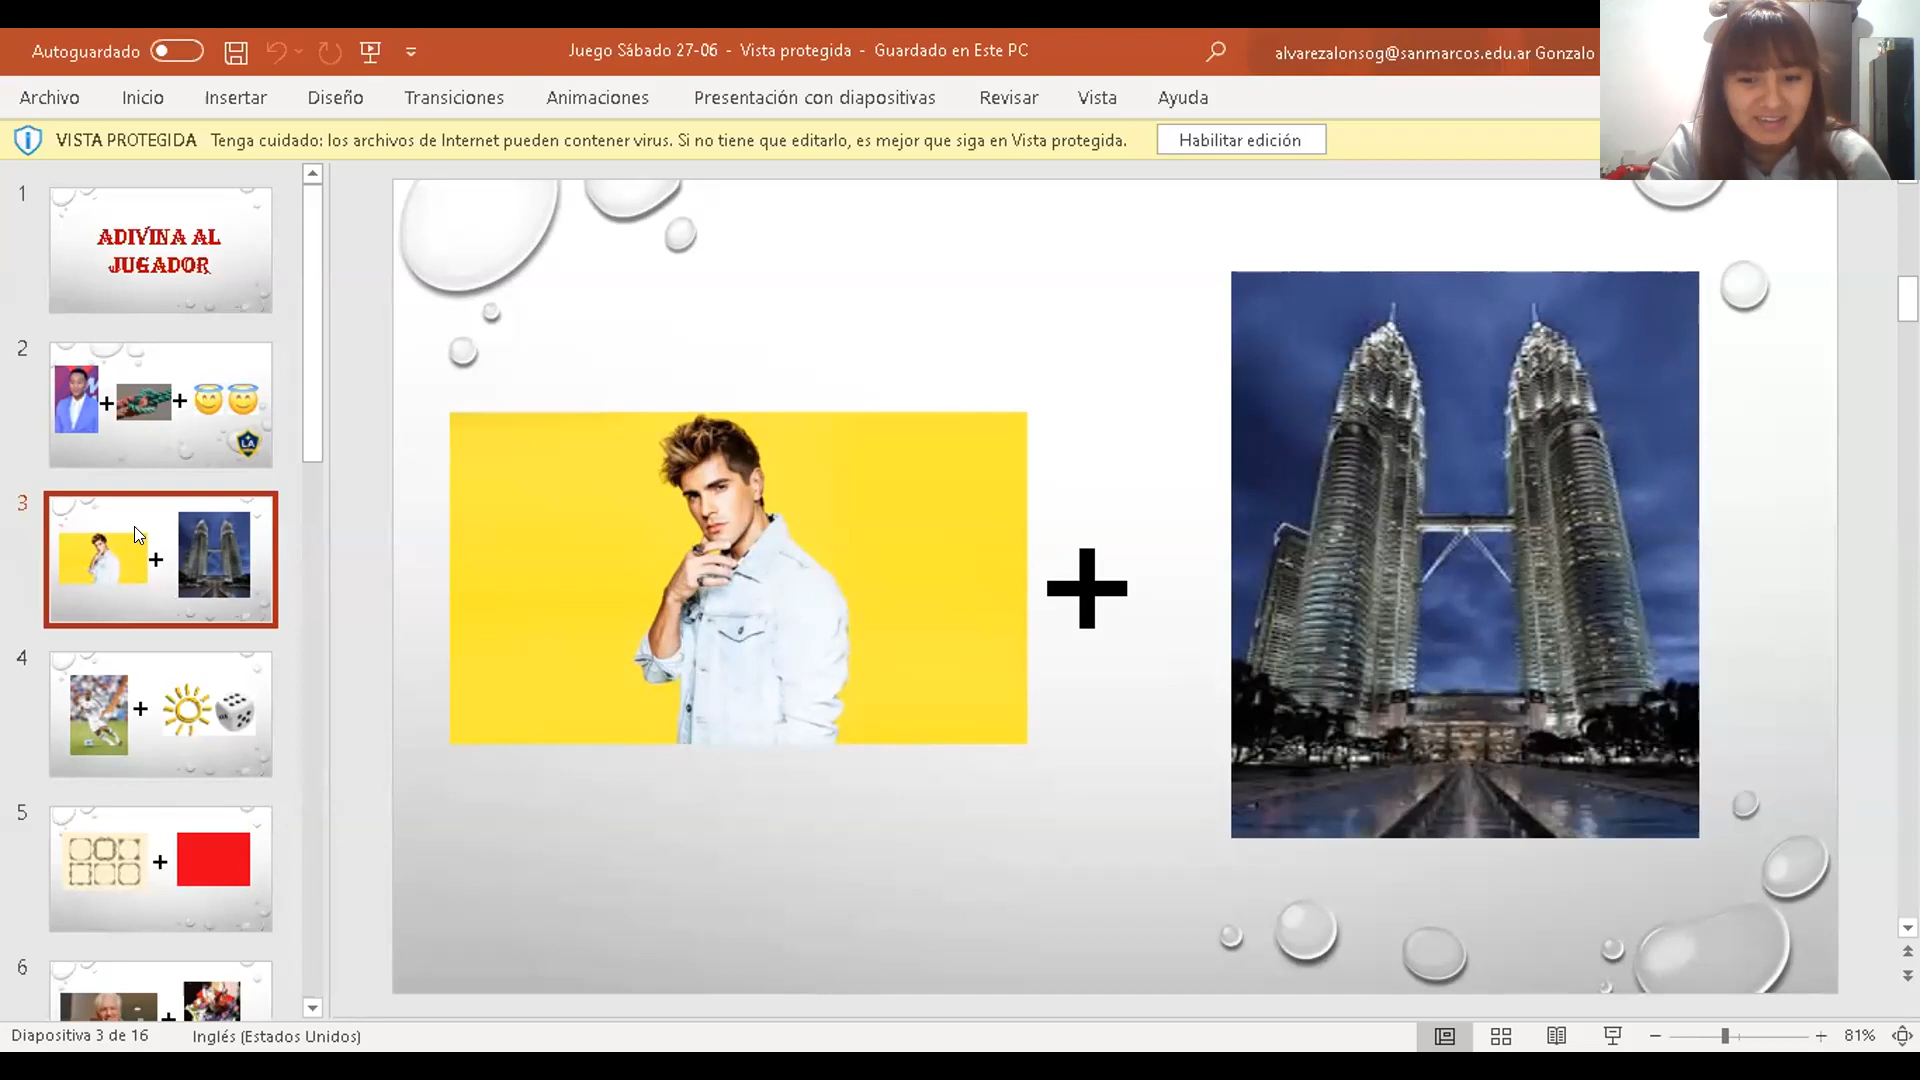 Autoguardado
Juego Sábado 27-06 - Vista protegida - Guardado en Este PC
alvarezalonsog@sanmarcos.edu.ar Gonzalo
Archivo Inicio Insertar Diseño Transiciones Animaciones Presentación con diapositivas Revisar Vista Ayuda
VISTA PROTEGIDA Tenga cuidado: los archivos de Internet pueden contener virus. Si no tiene que editarlo, es mejor que siga en Vista protegida. Habilitar edición
1
ADIVINA AL
JUGADOR
2
+ +
LA
3
+
4
+
5
+
6
+
+
Diapositiva 3 de 16 Inglés (Estados Unidos)
81%